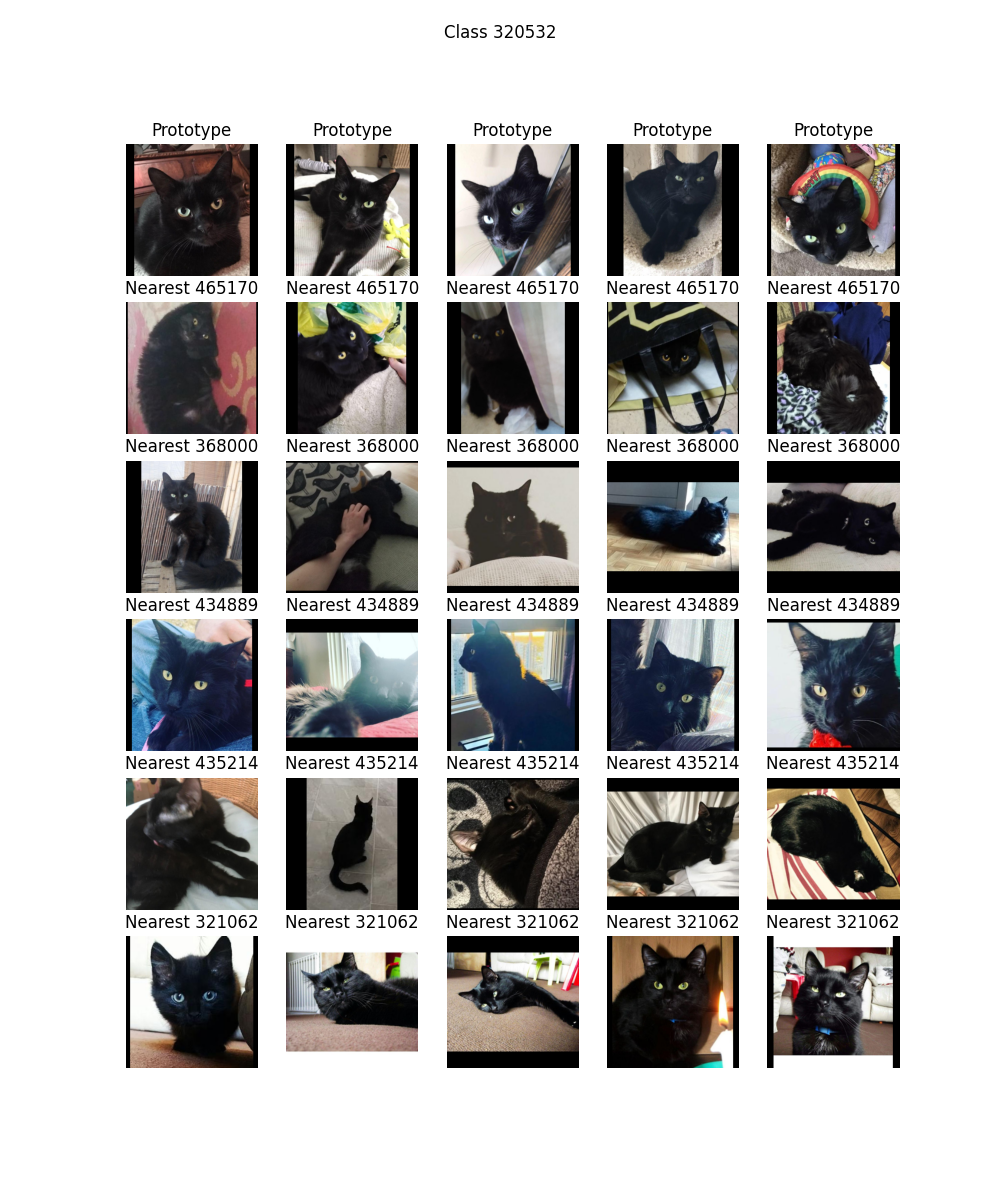 Class 320532
Prototype Prototype Prototype Prototype Prototype
Nearest 465170 Nearest 465170 Nearest 465170 Nearest 465170 Nearest 465170
Nearest 368000 Nearest 368000 Nearest 368000 Nearest 368000 Nearest 368000
Nearest 434889 Nearest 434889 Nearest 434889 Nearest 434889 Nearest 434889
Nearest 435214 Nearest 435214 Nearest 435214 Nearest 435214 Nearest 435214
Nearest 321062 Nearest 321062 Nearest 321062 Nearest 321062 Nearest 321062